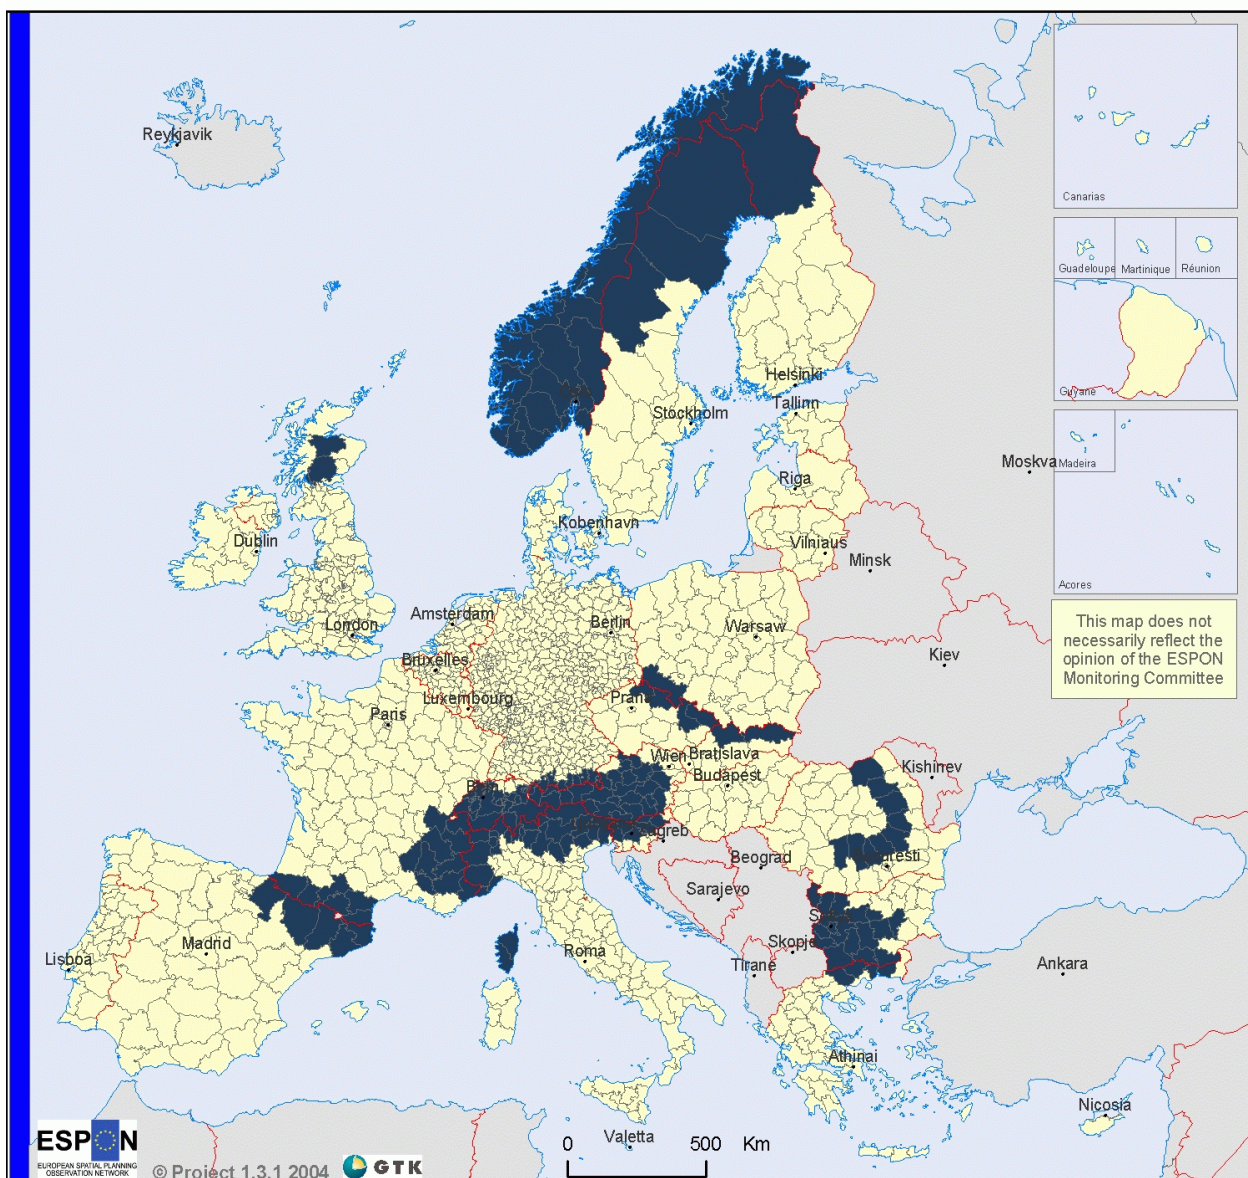 Reykjavik
Canarias
Guadeloupe
Martinique
Réunion
Guyane
Helsinki
Tallinn
Stockholm
Moskva
Madeira
Riga
Kobenhavn
Dublin
Vilniaus
Minsk
Acores
Amsterdam
Berlin
London
Warsaw
This map does not
necessarily reflect the
opinion of the ESPON
Monitoring Committee
Bruxelles
Kiev
Luxembourg
Paris
Wien
Bratislava
Budapest
Kishinev
Zagreb
Beograd
Sarajevo
Madrid
Roma
Skopje
Lisboa
Tirane
Ankara
Athinai
Nicosia
Valetta
0 500 Km
ESPON
EUROPEAN SPATIAL PLANNING
OBSERVATION NETWORK
© Project 1.3.1 2004
GTK